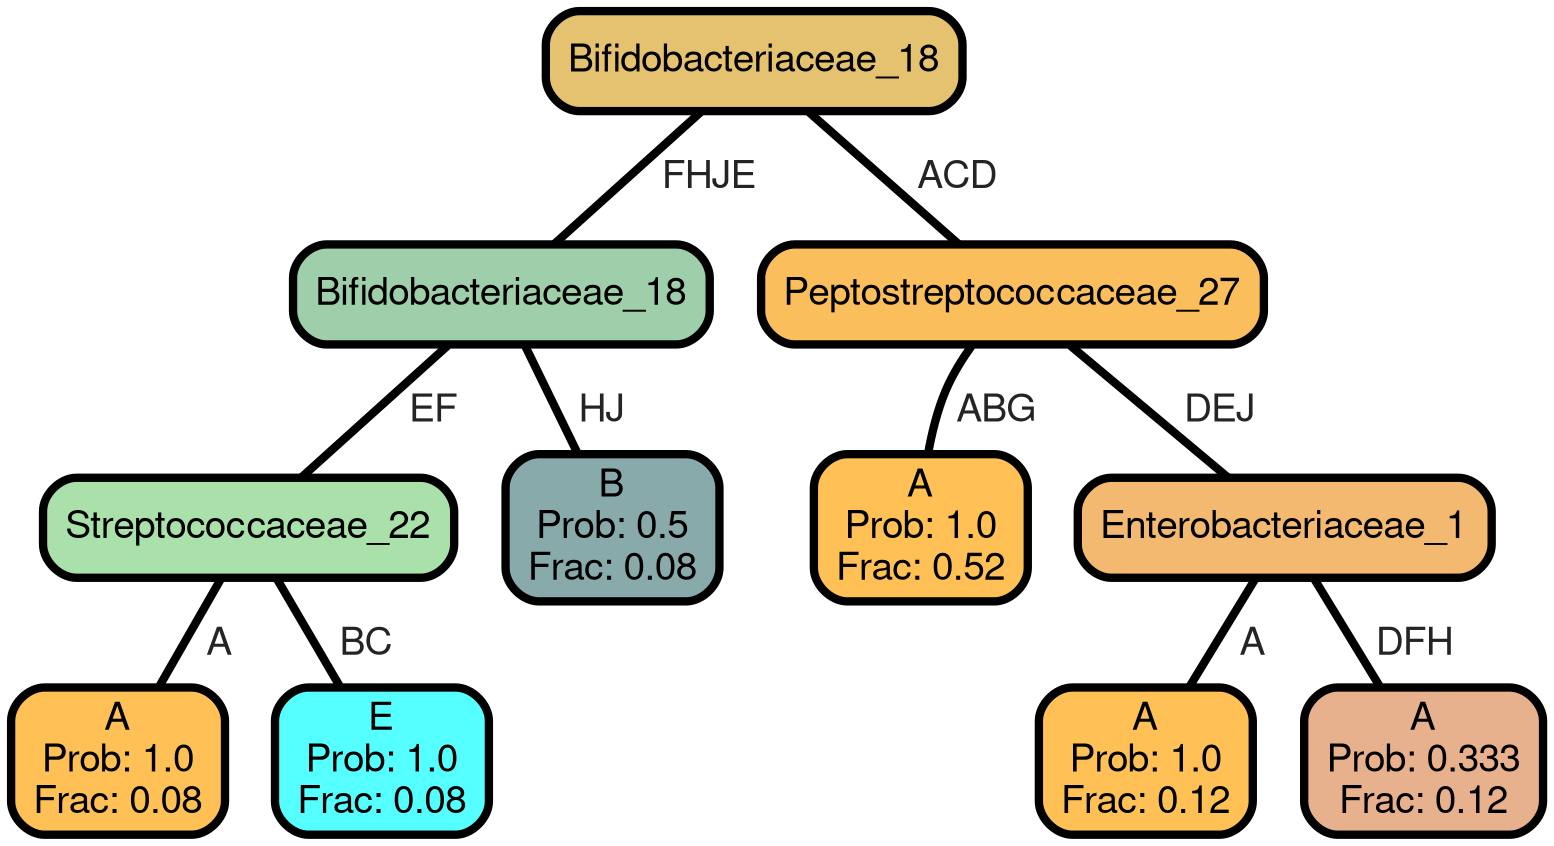 Bifidobacteriaceae_18
FHJE
ACD
Bifidobacteriaceae_18
Peptostreptococcaceae_27
EF
HJ
ABG
DEJ
Streptococcaceae_22
B
Prob: 0.5
Frac: 0.08
A
Prob: 1.0
Frac: 0.52
Enterobacteriaceae_1
A
BC
A
DFH
A
Prob: 1.0
Frac: 0.08
E
Prob: 1.0
Frac: 0.08
A
Prob: 1.0
Frac: 0.12
A
Prob: 0.333
Frac: 0.12